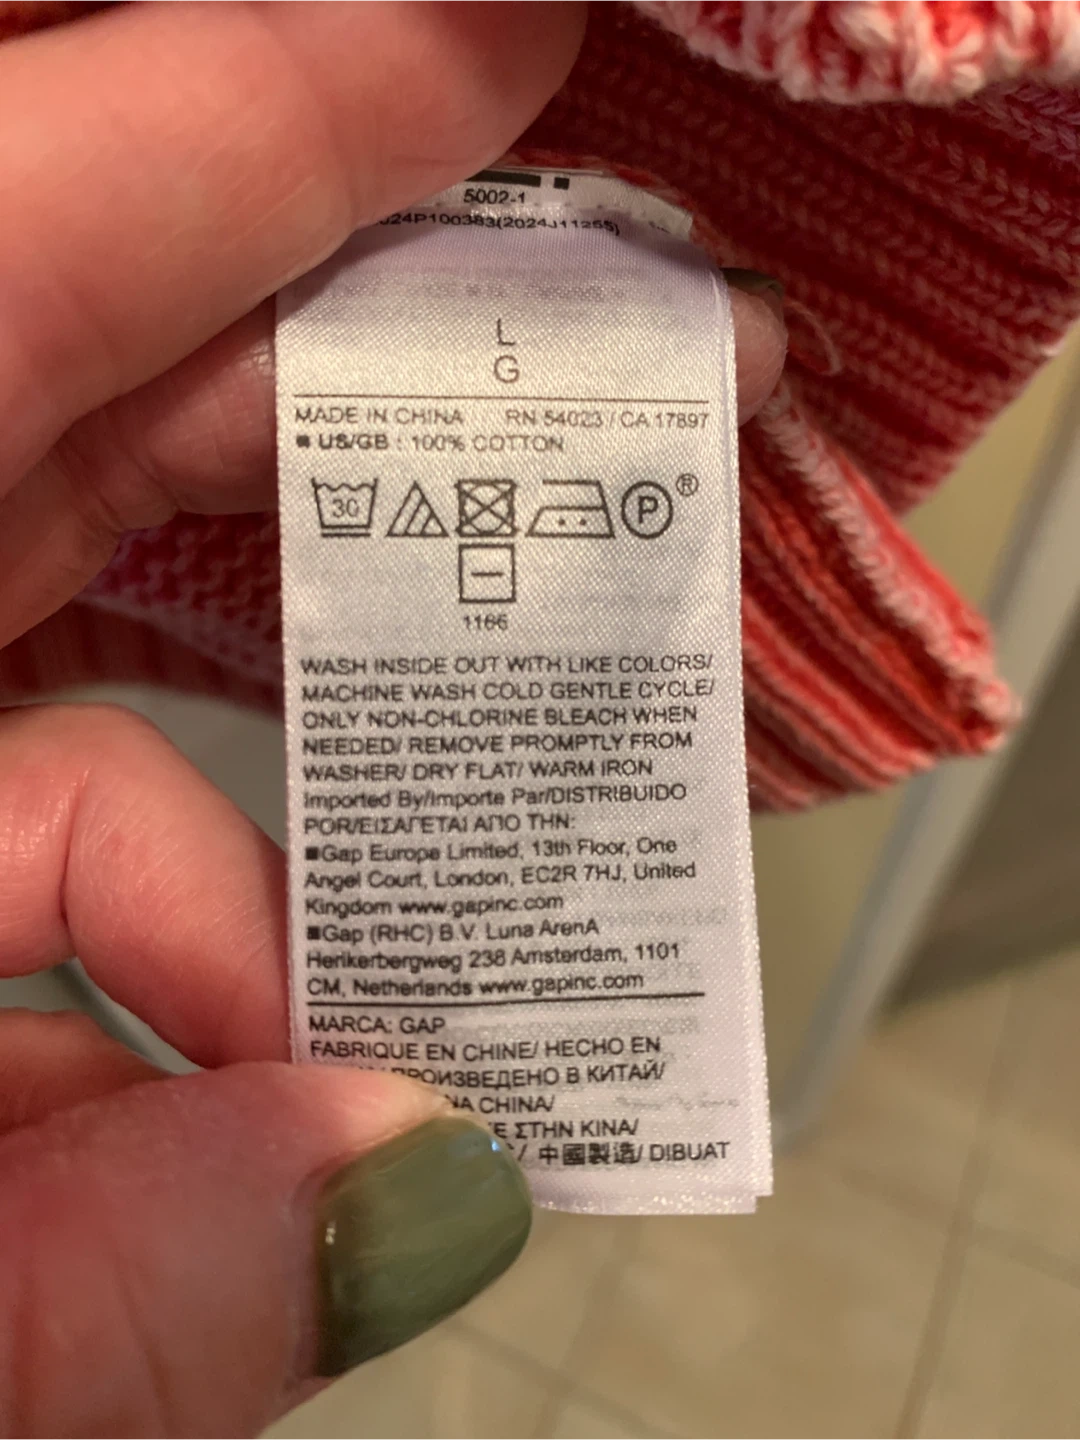 5002-1
24P100383(2024J11255)
L
G
MADE IN CHINA RN 54023 / CA 17897
■ US/GB : 100% COTTON
30 P ®
1166
WASH INSIDE OUT WITH LIKE COLORS/
MACHINE WASH COLD GENTLE CYCLE/
ONLY NON-CHLORINE BLEACH WHEN
NEEDED/ REMOVE PROMPTLY FROM
WASHER/ DRY FLAT/ WARM IRON
Imported By/Importe Par/DISTRIBUIDO
POR/ΕΙΣΑΓΕΤΑΙ ΑΠΟ ΤΗΝ:
■Gap Europe Limited, 13th Floor, One
Angel Court, London, EC2R 7HJ, United
Kingdom www.gapinc.com
■Gap (RHC) B.V. Luna ArenA
Herikerbergweg 238 Amsterdam, 1101
CM, Netherlands www.gapinc.com
MARCA: GAP
FABRIQUE EN CHINE/ HECHO EN
ПРОИЗВЕДЕНО В КИТАЙ/
CHINA/
ΣΤΗΝ ΚΙΝΑ/
/ 中國製造/ DIBUAT